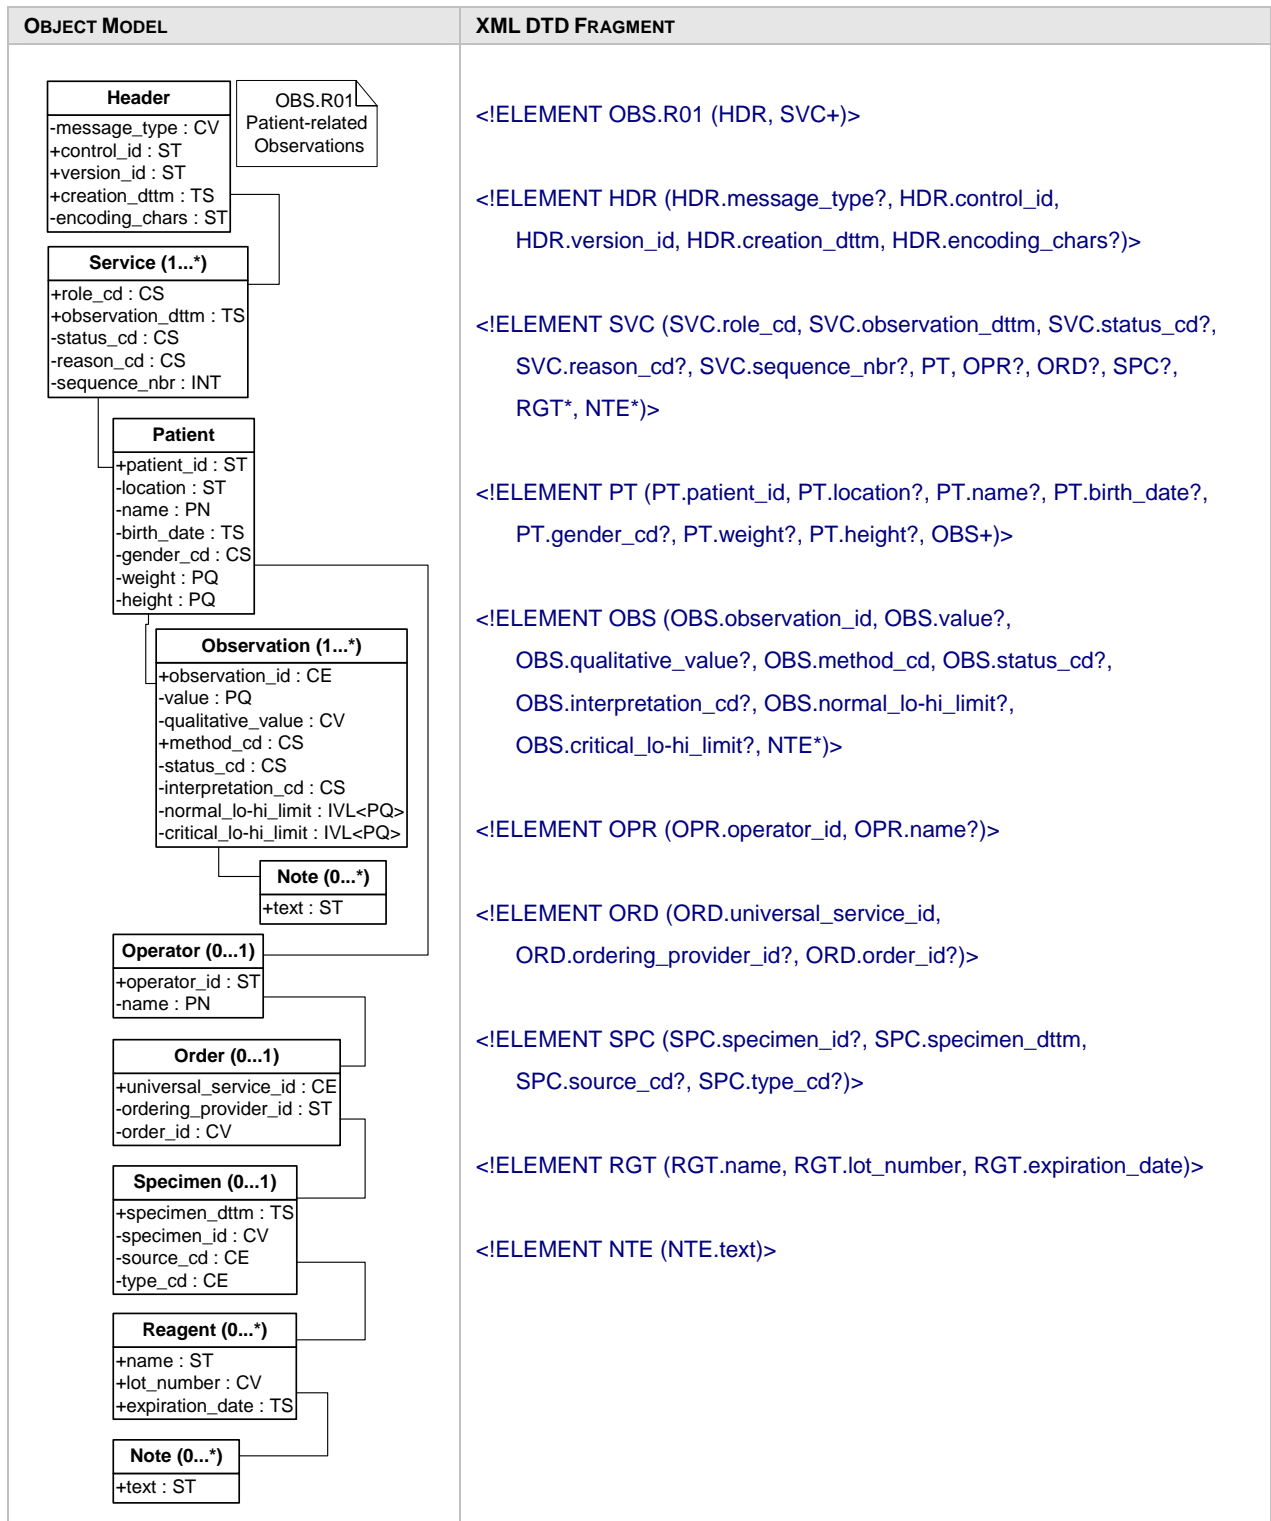 OBJECT MODEL
XML DTD FRAGMENT
Header
-message_type : CV
+control_id : ST
+version_id : ST
+creation_dttm : TS
-encoding_chars : ST
OBS.R01
Patient-related
Observations
Service (1...*)
+role_cd : CS
+observation_dttm : TS
-status_cd : CS
-reason_cd : CS
-sequence_nbr : INT
Patient
+patient_id : ST
-location : ST
-name : PN
-birth_date : TS
-gender_cd : CS
-weight : PQ
-height : PQ
Observation (1...*)
+observation_id : CE
-value : PQ
-qualitative_value : CV
+method_cd : CS
-status_cd : CS
-interpretation_cd : CS
-normal_lo-hi_limit : IVL<PQ>
-critical_lo-hi_limit : IVL<PQ>
Note (0...*)
+text : ST
Operator (0...1)
+operator_id : ST
-name : PN
Order (0...1)
+universal_service_id : CE
-ordering_provider_id : ST
-order_id : CV
Specimen (0...1)
+specimen_dttm : TS
-specimen_id : CV
-source_cd : CE
-type_cd : CE
Reagent (0...*)
+name : ST
+lot_number : CV
+expiration_date : TS
Note (0...*)
+text : ST
<!ELEMENT OBS.R01 (HDR, SVC+)>
<!ELEMENT HDR (HDR.message_type?, HDR.control_id,
HDR.version_id, HDR.creation_dttm, HDR.encoding_chars?)>
<!ELEMENT SVC (SVC.role_cd, SVC.observation_dttm, SVC.status_cd?,
SVC.reason_cd?, SVC.sequence_nbr?, PT, OPR?, ORD?, SPC?,
RGT*, NTE*)>
<!ELEMENT PT (PT.patient_id, PT.location?, PT.name?, PT.birth_date?,
PT.gender_cd?, PT.weight?, PT.height?, OBS+)>
<!ELEMENT OBS (OBS.observation_id, OBS.value?,
OBS.qualitative_value?, OBS.method_cd, OBS.status_cd?,
OBS.interpretation_cd?, OBS.normal_lo-hi_limit?,
OBS.critical_lo-hi_limit?, NTE*)>
<!ELEMENT OPR (OPR.operator_id, OPR.name?)>
<!ELEMENT ORD (ORD.universal_service_id,
ORD.ordering_provider_id?, ORD.order_id?)>
<!ELEMENT SPC (SPC.specimen_id?, SPC.specimen_dttm,
SPC.source_cd?, SPC.type_cd?)>
<!ELEMENT RGT (RGT.name, RGT.lot_number, RGT.expiration_date)>
<!ELEMENT NTE (NTE.text)>